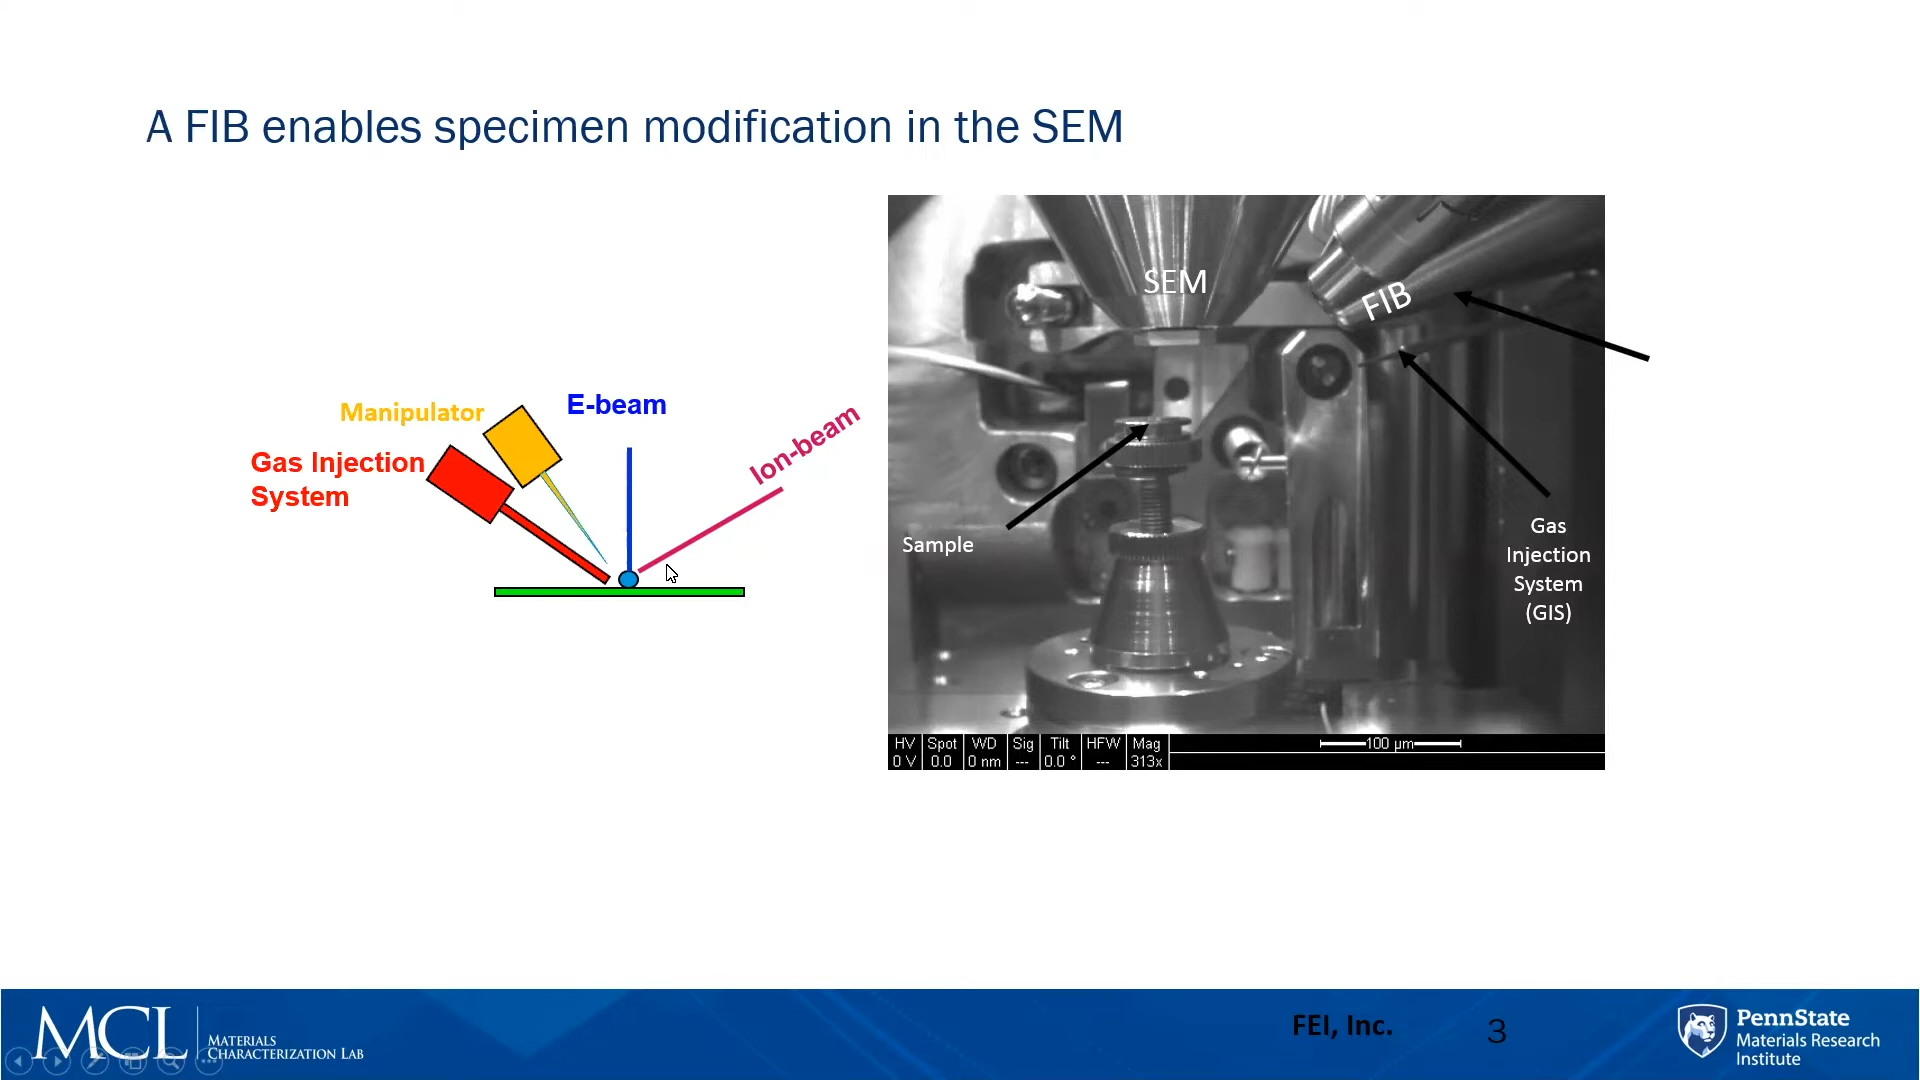 A FIB enables specimen modification in the SEM
Manipulator
E-beam
Ion-beam
Gas Injection
System
SEM
FIB
Sample
Gas
Injection
System
(GIS)
HV Spot WD Sig Tilt HFW Mag
0 V 0.0 0 nm --- 0.0 ° --- 313x
100 µm
MCL
MATERIALS
CHARACTERIZATION LAB
FEI, Inc.
3
PennState
Materials Research
Institute